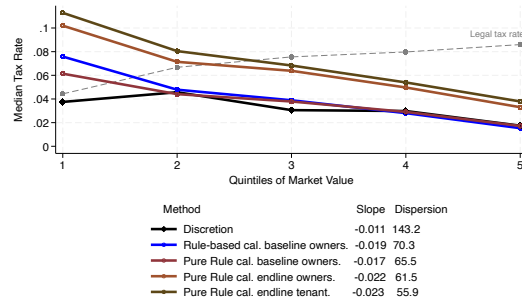 .1
.08
.06
.04
.02
0
Median Tax Rate
Legal tax rate
1 2 3 4 5
Quintiles of Market Value
Method Slope Dispersion
Discretion -0.011 143.2
Rule-based cal. baseline owners. -0.019 70.3
Pure Rule cal. baseline owners. -0.017 65.5
Pure Rule cal. endline owners. -0.022 61.5
Pure Rule cal. endline tenant. -0.023 55.9